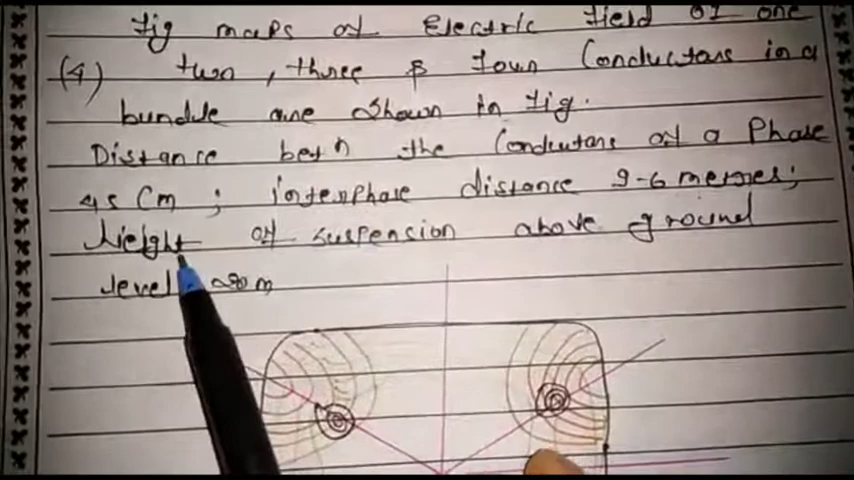 Fig maps of Electric field of one
(4) two, three & four Conductors in a
bundle are shown in fig.
Distance betn the Conductors of a Phase
45 Cm ; interphase distance 9-6 metres;
height of suspension above ground
level m